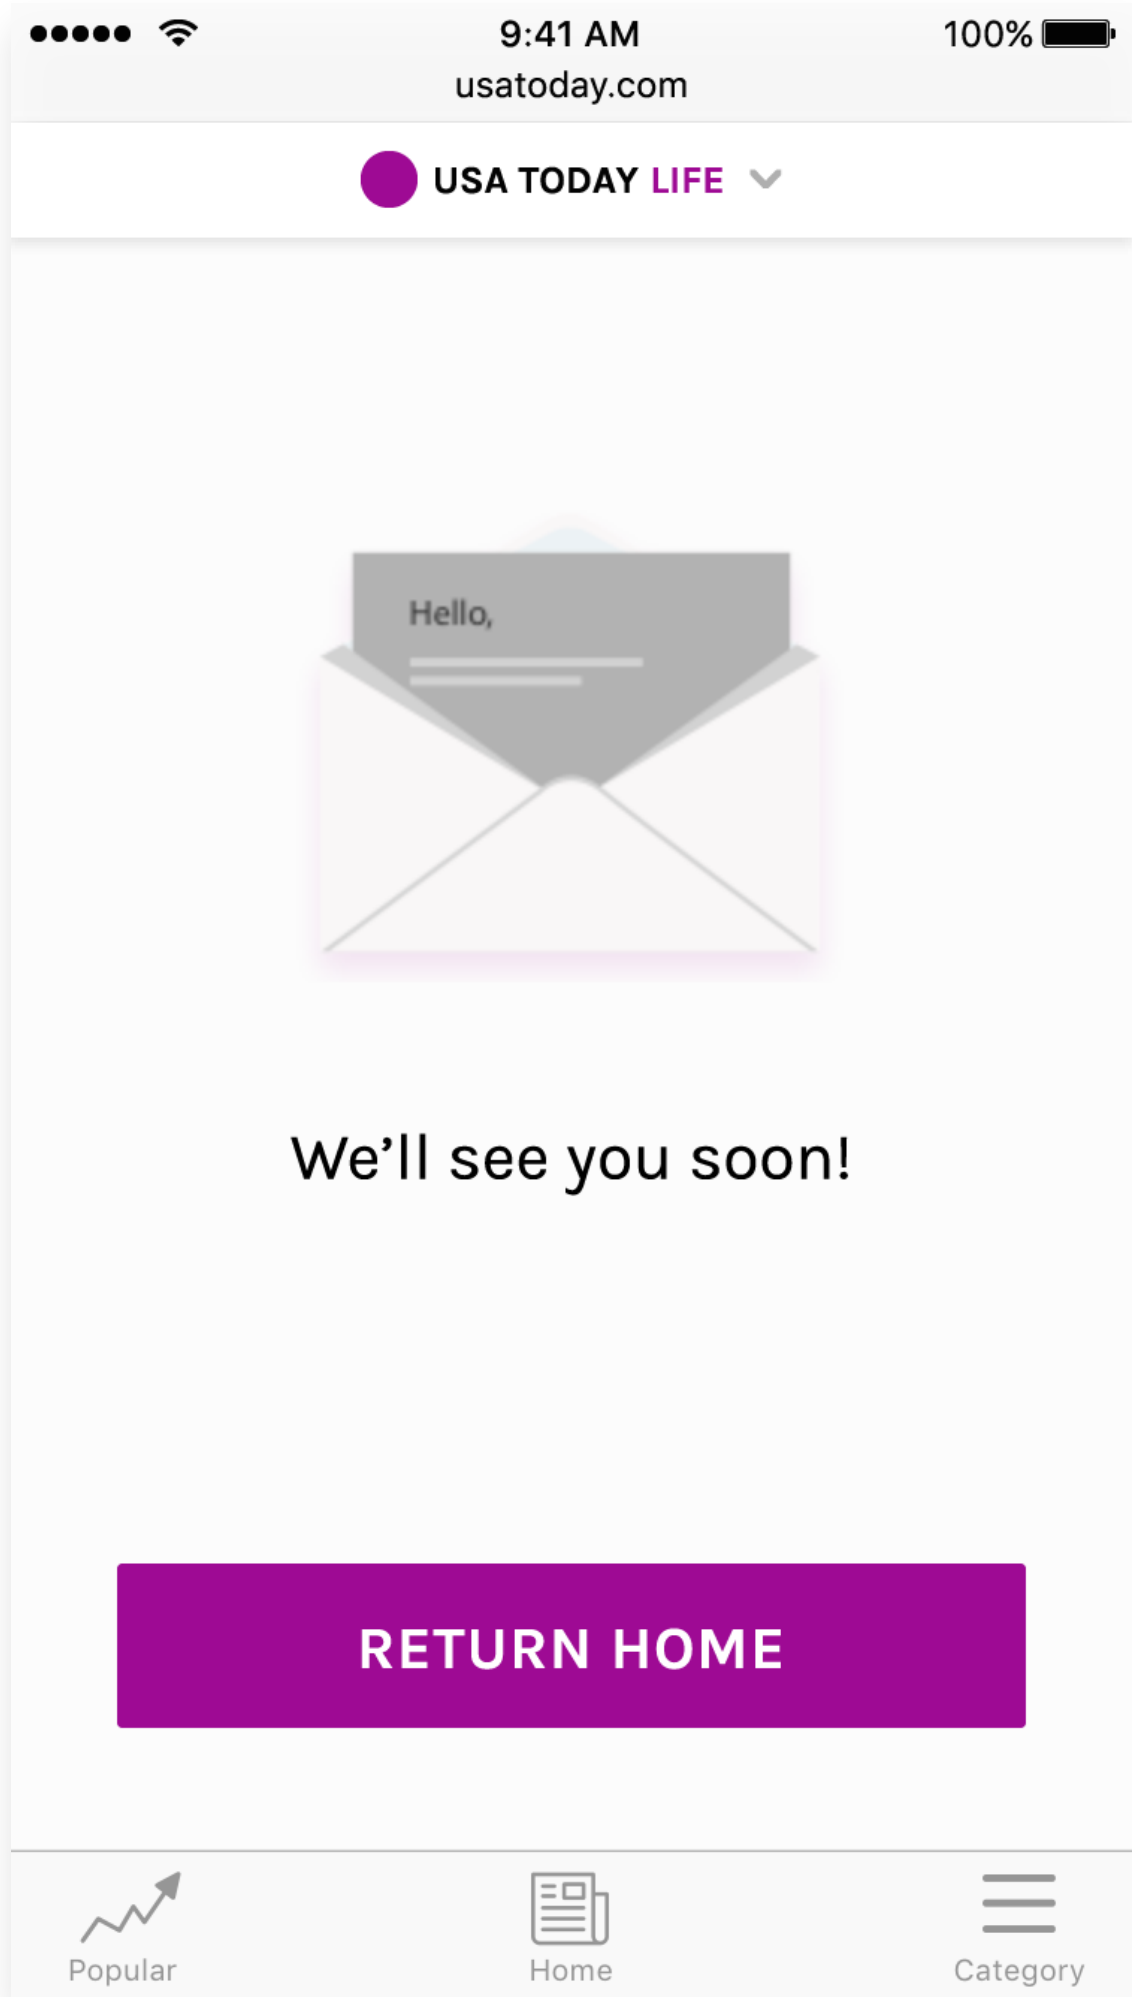 9:41 AM
100%
usatoday.com
USA TODAY LIFE
Hello,
We’ll see you soon!
RETURN HOME
Popular
Home
Category